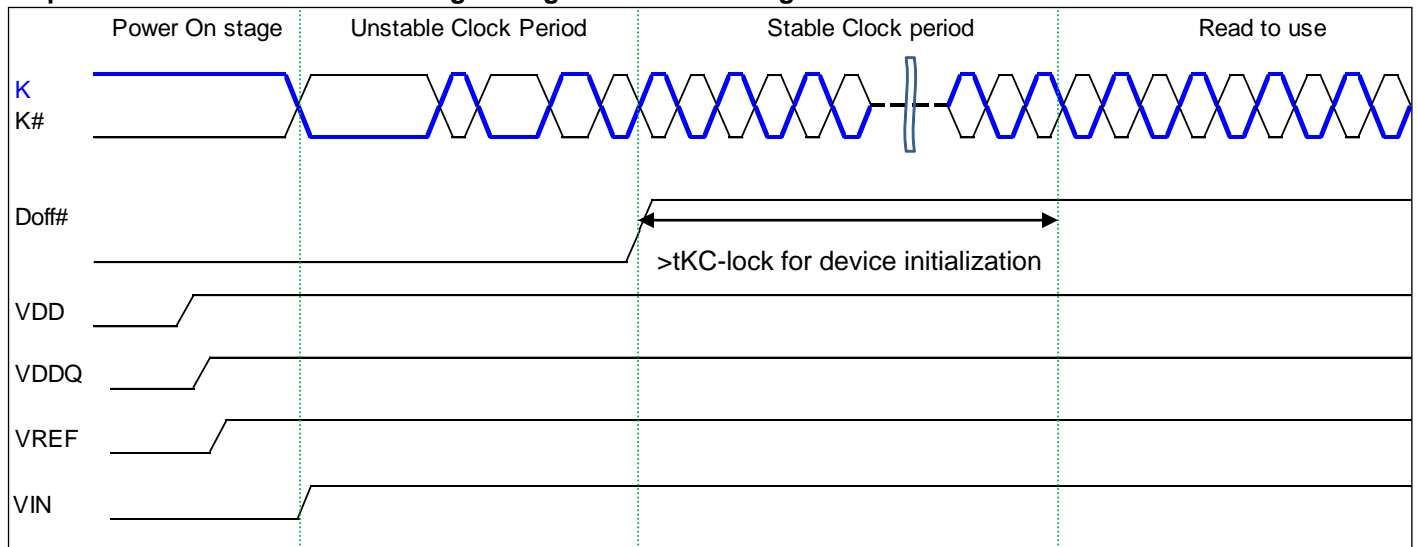 Power On stage Unstable Clock Period Stable Clock period Read to use
K
K#
Doff#
>tKC-lock for device initialization
VDD
VDDQ
VREF
VIN